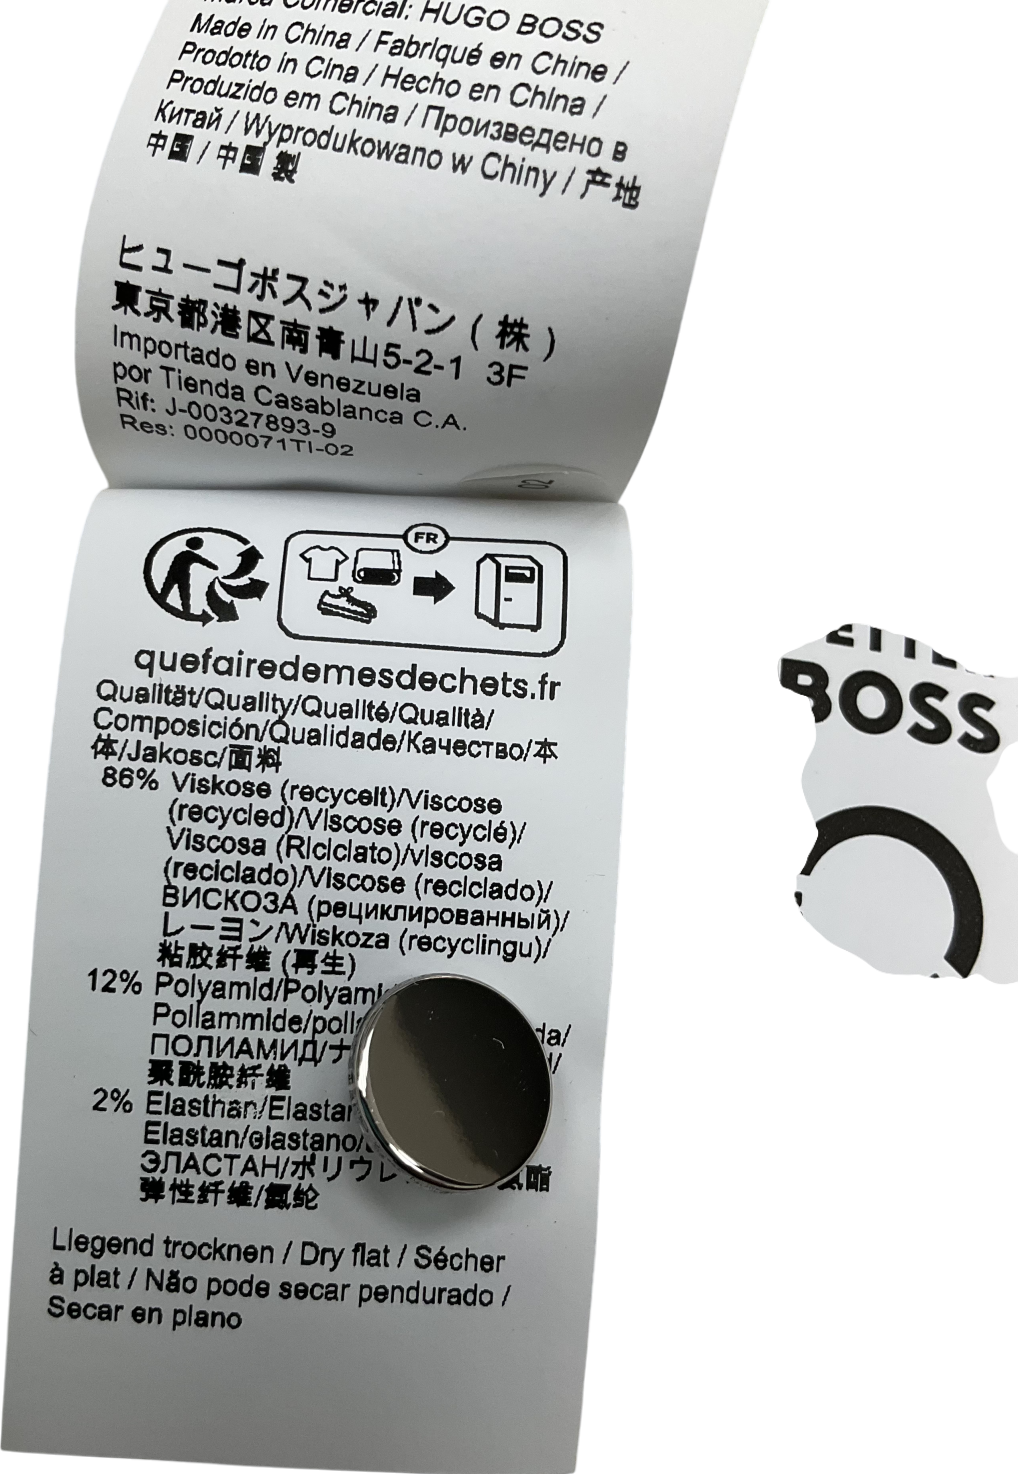 Comercial: HUGO BOSS
Made in China / Fabriqué en Chine /
Prodotto in Cina / Hecho en China /
Produzido em China / Произведено в
Китай / Wyprodukowano w Chiny / 产地
中国 / 中国製
ヒューゴボスジャパン(株)
東京都港区南青山5-2-1 3F
Importado en Venezuela
por Tienda Casablanca C.A.
Rif: J-00327893-9
Res: 0000071TI-02
FR
quefairedemesdechets.fr
Qualität/Quality/Qualité/Qualità/
Composición/Qualidade/Качество/本
体/Jakosc/面料
86% Viskose (recycelt)/Viscose
(recycled)/Viscose (recyclé)/
Viscosa (Riciclato)/viscosa
(reciclado)/Viscose (reciclado)/
ВИСКОЗА (рециклированный)/
レーヨン/Wiskoza (recyclingu)/
粘胶纤维 (再生)
12% Polyamid/Polyami
Poliammide/poli da/
ПОЛИАМИД/ナ
聚酰胺纤维
2% Elasthan/Elastan
Elastan/elastano/
ЭЛАСТАН/ポリウレ 氨酯
弹性纤维/氨纶
Liegend trocknen / Dry flat / Sécher
à plat / Não pode secar pendurado /
Secar en plano
BOSS